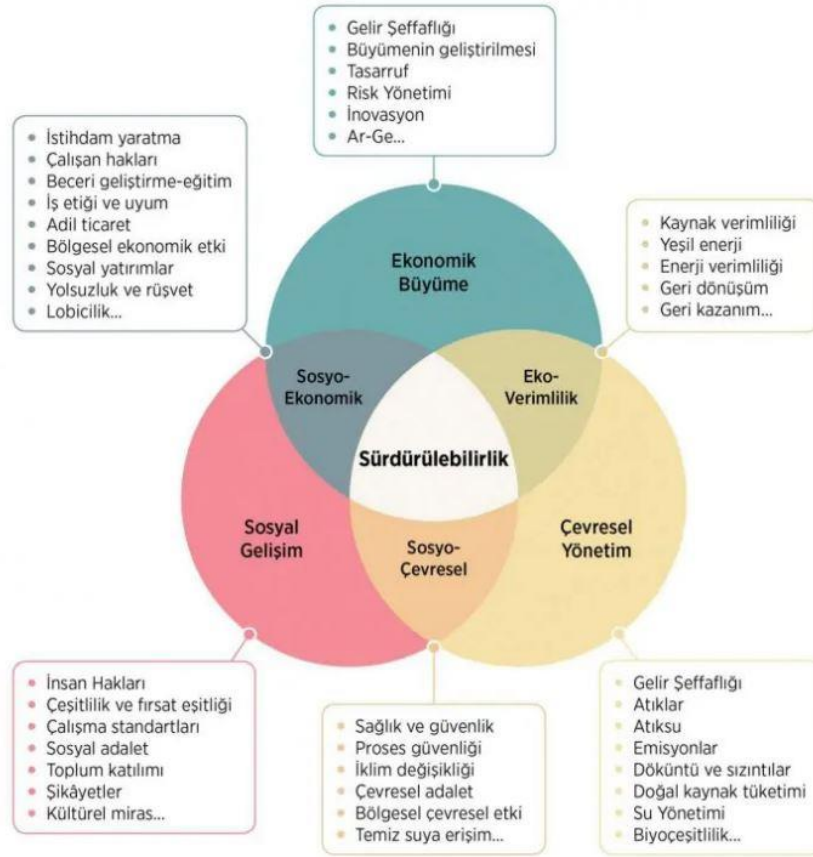 Gelir Şeffaflığı
Büyümenin geliştirilmesi
Tasarruf
Risk Yönetimi
İnovasyon
Ar-Ge...
İstihdam yaratma
Çalışan hakları
Beceri geliştirme-eğitim
İş etiği ve uyum
Adil ticaret
Bölgesel ekonomik etki
Sosyal yatırımlar
Yolsuzluk ve rüşvet
Lobicilik...
Kaynak verimliliği
Yeşil enerji
Enerji verimliliği
Geri dönüşüm
Geri kazanım...
Ekonomik
Büyüme
Sosyo-
Ekonomik
Eko-
Verimlilik
Sürdürülebilirlik
Sosyal
Gelişim
Sosyo-
Çevresel
Çevresel
Yönetim
İnsan Hakları
Çeşitlilik ve fırsat eşitliği
Çalışma standartları
Sosyal adalet
Toplum katılımı
Şikâyetler
Kültürel miras...
Sağlık ve güvenlik
Proses güvenliği
İklim değişikliği
Çevresel adalet
Bölgesel çevresel etki
Temiz suya erişim...
Gelir Şeffaflığı
Atıklar
Atıksu
Emisyonlar
Döküntü ve sızıntılar
Doğal kaynak tüketimi
Su Yönetimi
Biyoçeşitlilik...